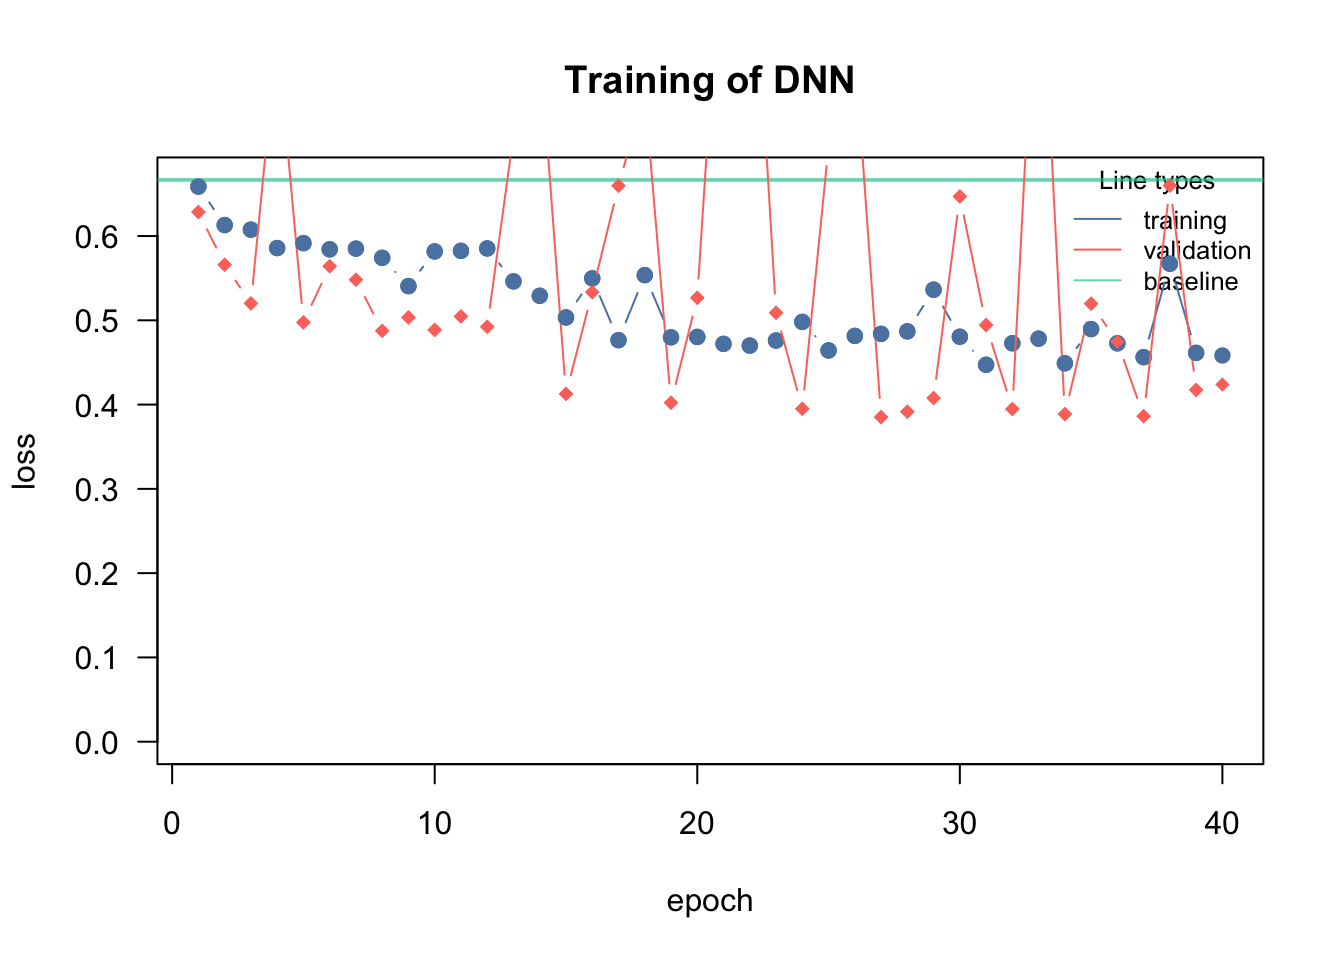 Training of DNN
Line types
training
validation
baseline
0.6
0.5
0.4
0.3
0.2
0.1
0.0
loss
0 10 20 30 40
epoch